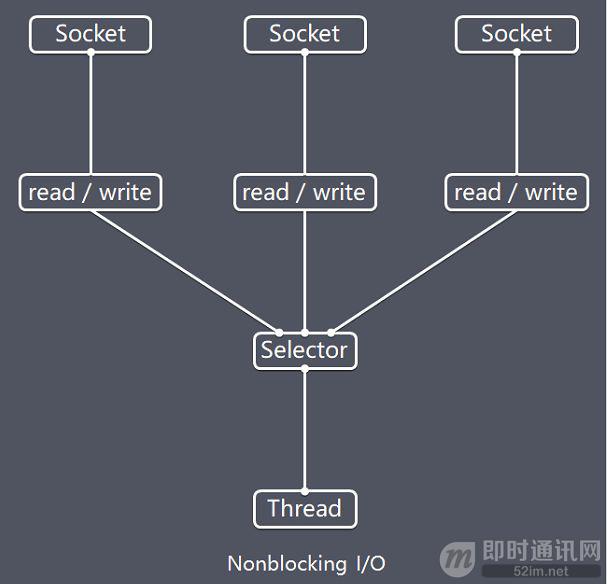 Socket Socket Socket
read / write read / write read / write
Selector
Thread
Nonblocking I/O
即时通讯网
52im.net